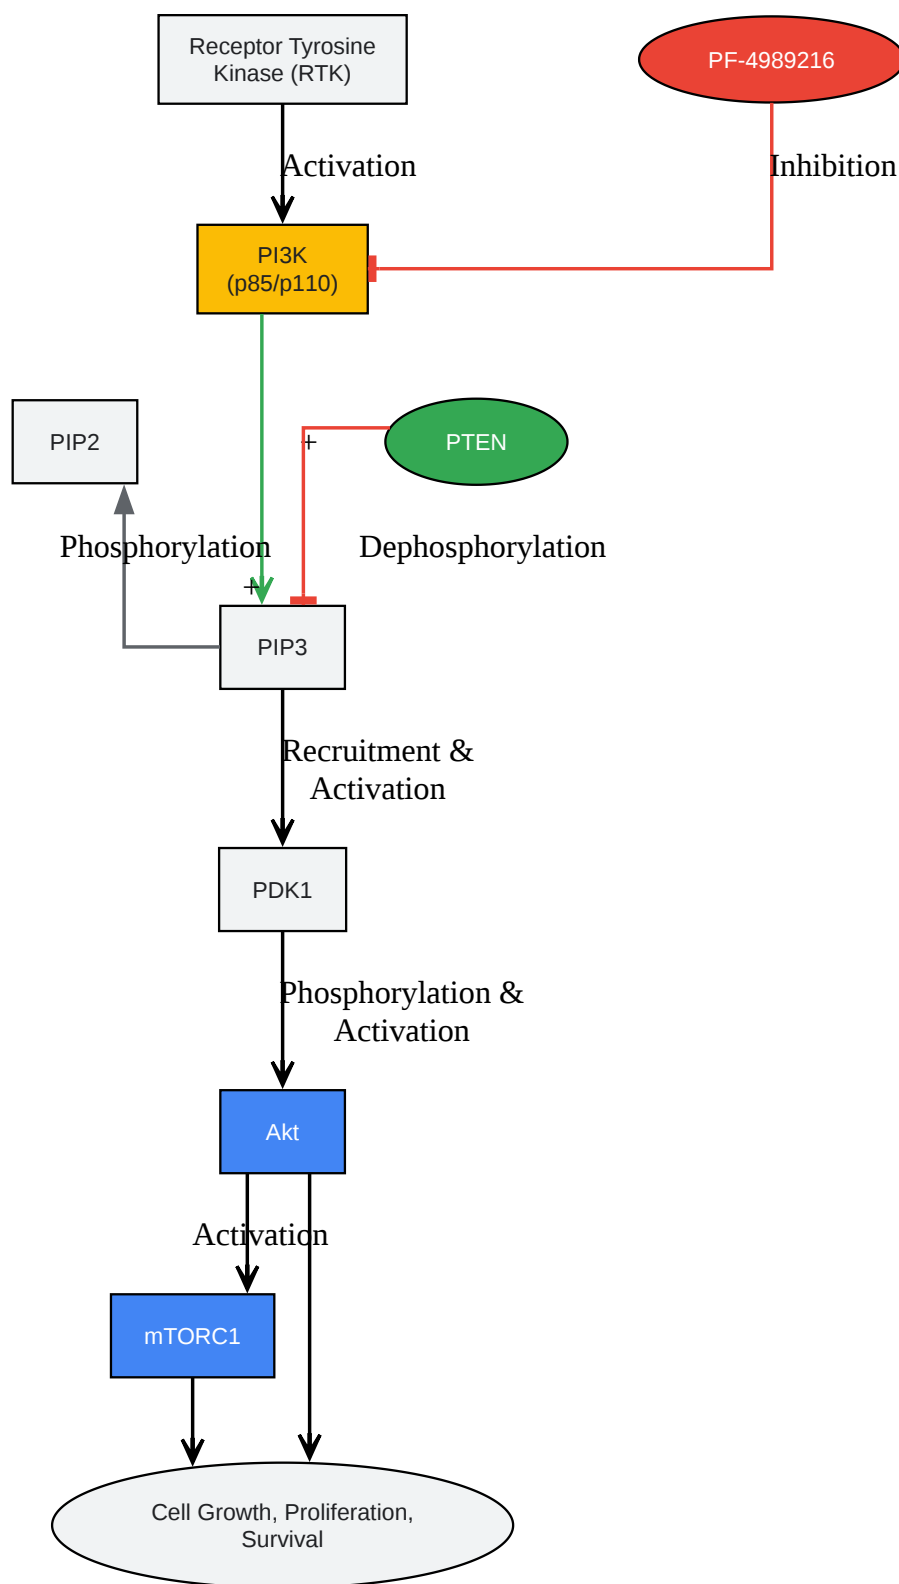 Receptor Tyrosine
Kinase (RTK)
PF-4989216
Activation
Inhibition
PI3K
(p85/p110)
PIP2
+
PTEN
Phosphorylation
Dephosphorylation
+
PIP3
Recruitment &
Activation
PDK1
Phosphorylation &
Activation
Akt
Activation
mTORC1
Cell Growth, Proliferation,
Survival